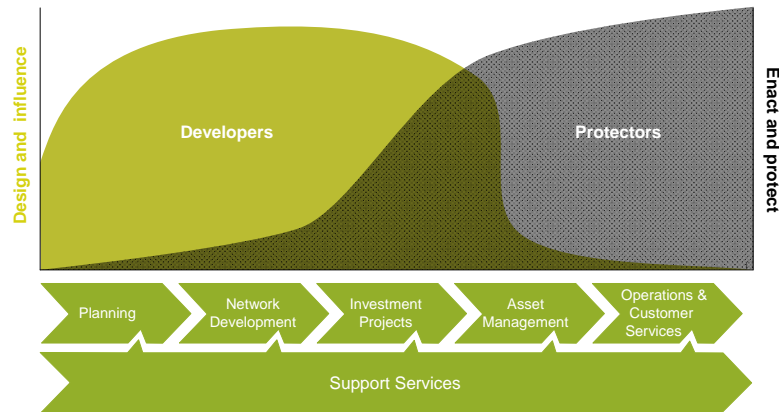 Design and influence
Developers
Protectors
Enact and protect
Planning
Network
Development
Investment
Projects
Asset
Management
Operations &
Customer
Services
Support Services